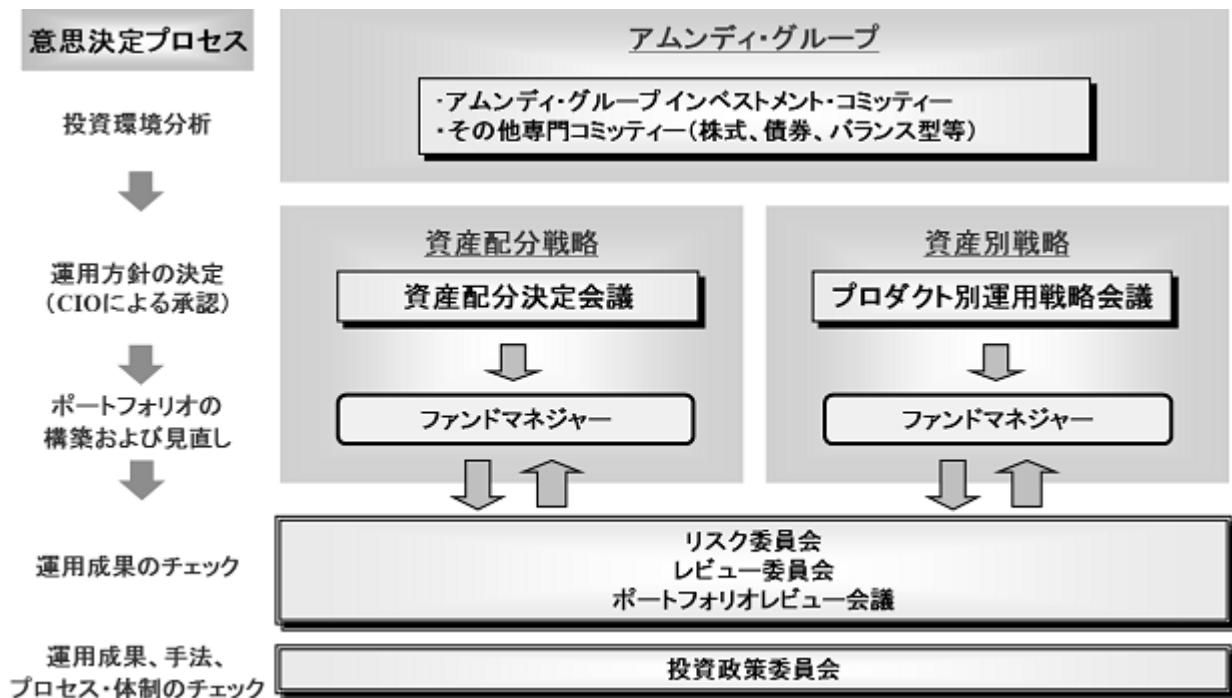 意思決定プロセス
アムンディ・グループ
投資環境分析
・アムンディ・グループ インベストメント・コミッティー
・その他専門コミッティー（株式、債券、バランス型等）
運用方針の決定
（CIOによる承認）
資産配分戦略
資産配分決定会議
資産別戦略
プロダクト別運用戦略会議
ポートフォリオの
構築および見直し
ファンドマネジャー
ファンドマネジャー
運用成果のチェック
リスク委員会
レビュー委員会
ポートフォリオレビュー会議
運用成果、手法、
プロセス・体制のチェック
投資政策委員会